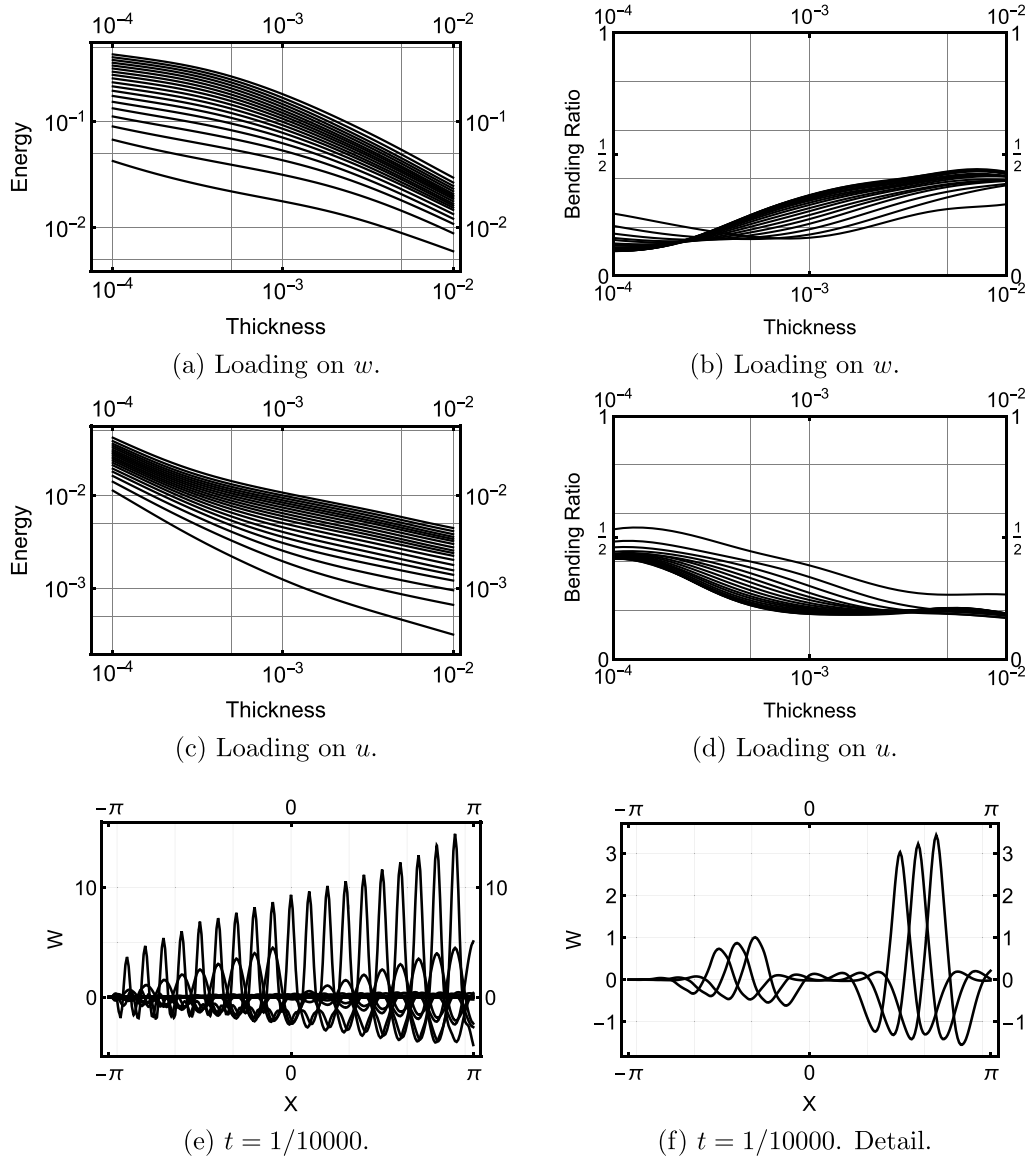 10⁻⁴ 10⁻³ 10⁻²
10⁻¹ 10⁻¹
10⁻² 10⁻²
Energy
10⁻⁴ 10⁻³ 10⁻²
Thickness
(a) Loading on w.
10⁻⁴ 10⁻³ 10⁻²
1 1
1/2 1/2
0 0
Bending Ratio
10⁻⁴ 10⁻³ 10⁻²
Thickness
(b) Loading on w.
10⁻⁴ 10⁻³ 10⁻²
10⁻² 10⁻²
10⁻³ 10⁻³
Energy
10⁻⁴ 10⁻³ 10⁻²
Thickness
(c) Loading on u.
10⁻⁴ 10⁻³ 10⁻²
1 1
1/2 1/2
0 0
Bending Ratio
10⁻⁴ 10⁻³ 10⁻²
Thickness
(d) Loading on u.
−π 0 π
10 10
0 0
W
−π 0 π
X
(e) t = 1/10000.
−π 0 π
3 3
2 2
1 1
0 0
−1 −1
W
−π 0 π
X
(f) t = 1/10000. Detail.